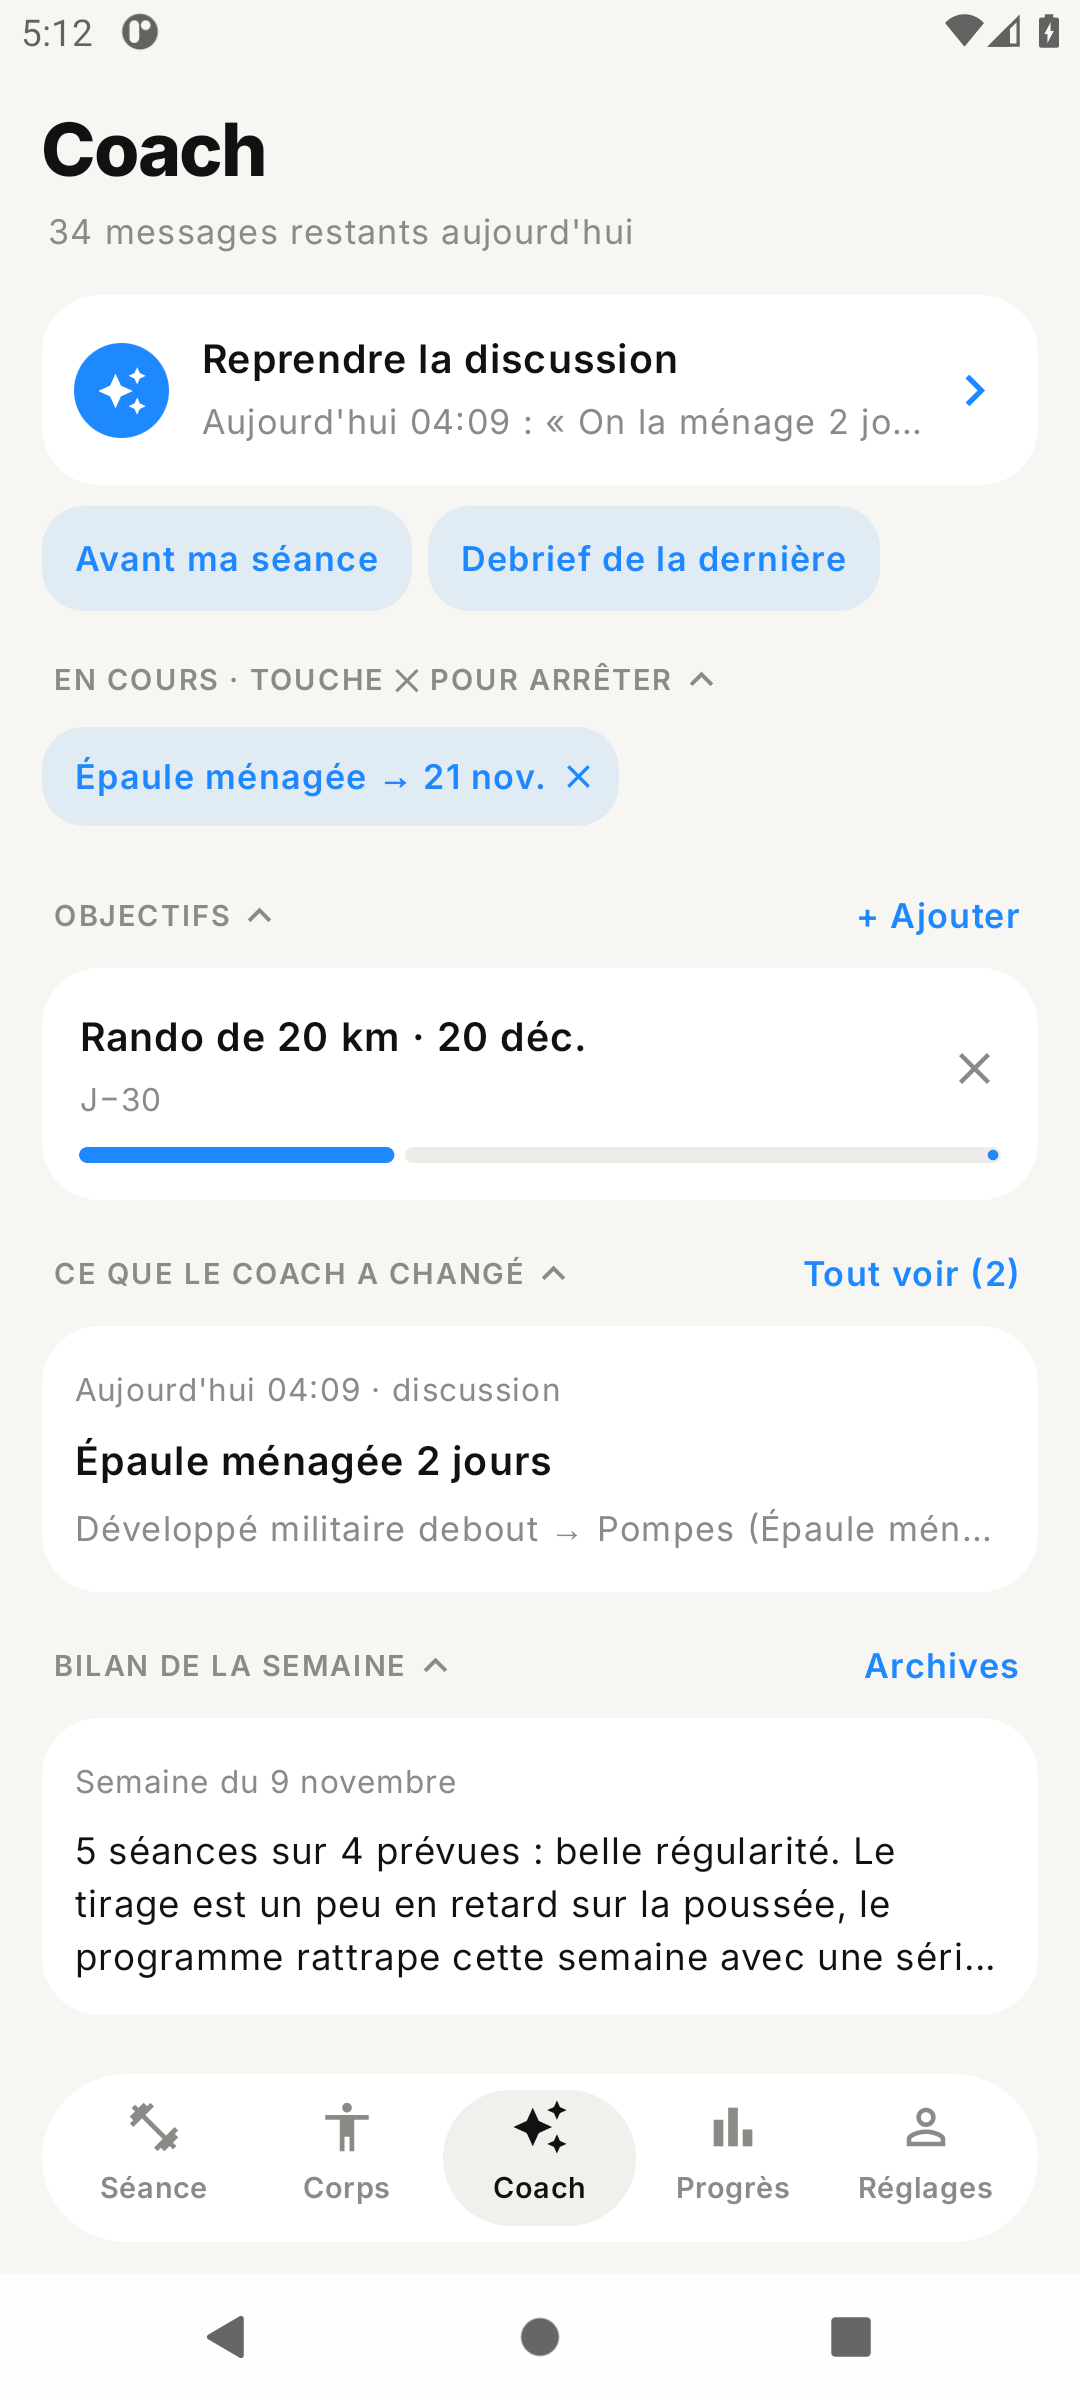 5:12
Coach
34 messages restants aujourd'hui
Reprendre la discussion
Aujourd'hui 04:09 : « On la ménage 2 jo...
Avant ma séance
Debrief de la dernière
EN COURS · TOUCHE × POUR ARRÊTER
Épaule ménagée → 21 nov. ×
OBJECTIFS
+ Ajouter
Rando de 20 km · 20 déc.
J−30
CE QUE LE COACH A CHANGÉ
Tout voir (2)
Aujourd'hui 04:09 · discussion
Épaule ménagée 2 jours
Développé militaire debout → Pompes (Épaule mén...
BILAN DE LA SEMAINE
Archives
Semaine du 9 novembre
5 séances sur 4 prévues : belle régularité. Le
tirage est un peu en retard sur la poussée, le
programme rattrape cette semaine avec une séri...
Séance
Corps
Coach
Progrès
Réglages